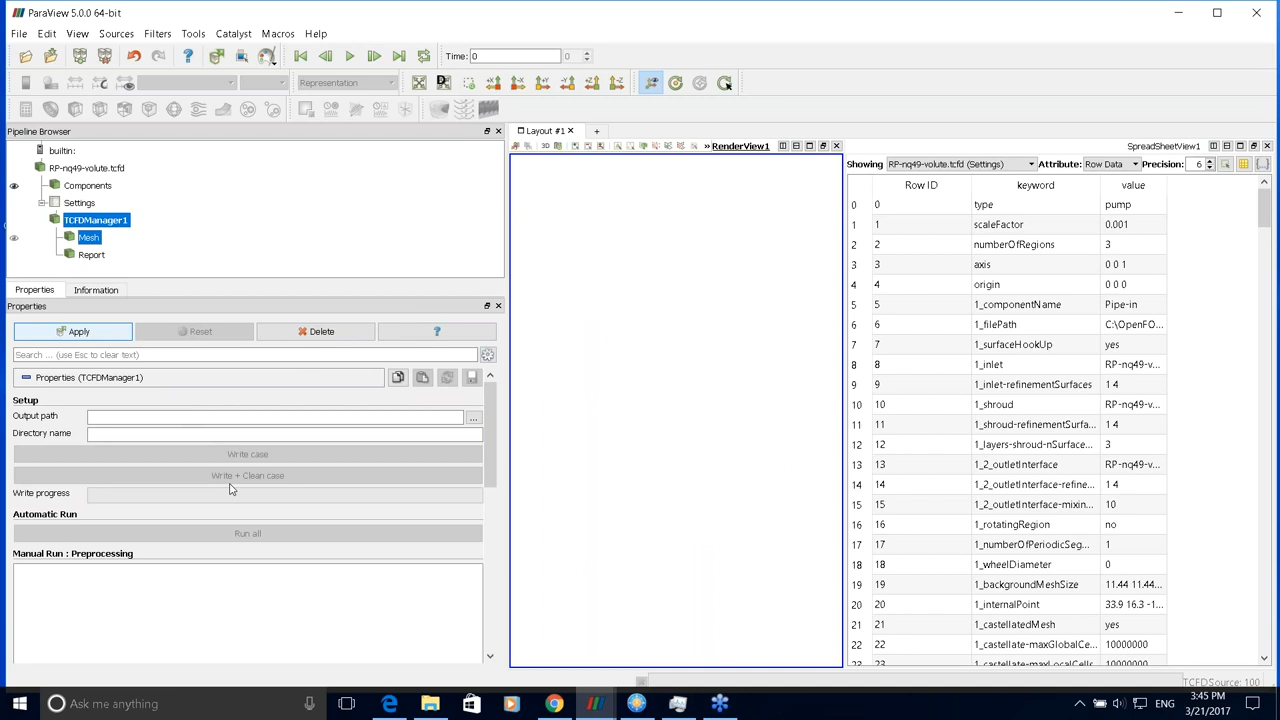 ParaView 5.0.0 64-bit
File Edit View Sources Filters Tools Catalyst Macros Help
Time: 0 0
Representation
Pipeline Browser
builtin:
RP-nq49-volute.tcfd
Components
Settings
TCFDManager1
Mesh
Report
Properties Information
Properties
Apply Reset Delete ?
Search ... (use Esc to clear text)
Properties (TCFDManager1)
Setup
Output path ...
Directory name
Write case
Write + Clean case
Write progress
Automatic Run
Run all
Manual Run : Preprocessing
Layout #1 +
3D » RenderView1
SpreadSheetView1
Showing RP-nq49-volute.tcfd (Settings) Attribute: Row Data Precision: 6
Row ID keyword value
0 0 type pump
1 1 scaleFactor 0.001
2 2 numberOfRegions 3
3 3 axis 0 0 1
4 4 origin 0 0 0
5 5 1_componentName Pipe-in
6 6 1_filePath C:\OpenFO...
7 7 1_surfaceHookUp yes
8 8 1_inlet RP-nq49-v...
9 9 1_inlet-refinementSurfaces 1 4
10 10 1_shroud RP-nq49-v...
11 11 1_shroud-refinementSurfa... 1 4
12 12 1_layers-shroud-nSurface... 3
13 13 1_2_outletInterface RP-nq49-v...
14 14 1_2_outletInterface-refine... 1 4
15 15 1_2_outletInterface-mixin... 10
16 16 1_rotatingRegion no
17 17 1_numberOfPeriodicSeg... 1
18 18 1_wheelDiameter 0
19 19 1_backgroundMeshSize 11.44 11.44...
20 20 1_internalPoint 33.9 16.3 -1...
21 21 1_castellatedMesh yes
22 22 1_castellate-maxGlobalCe... 10000000
23 23 1_castellate-maxLocalCells 10000000
TCFDSource: 100
Ask me anything
ENG
3:45 PM
3/21/2017